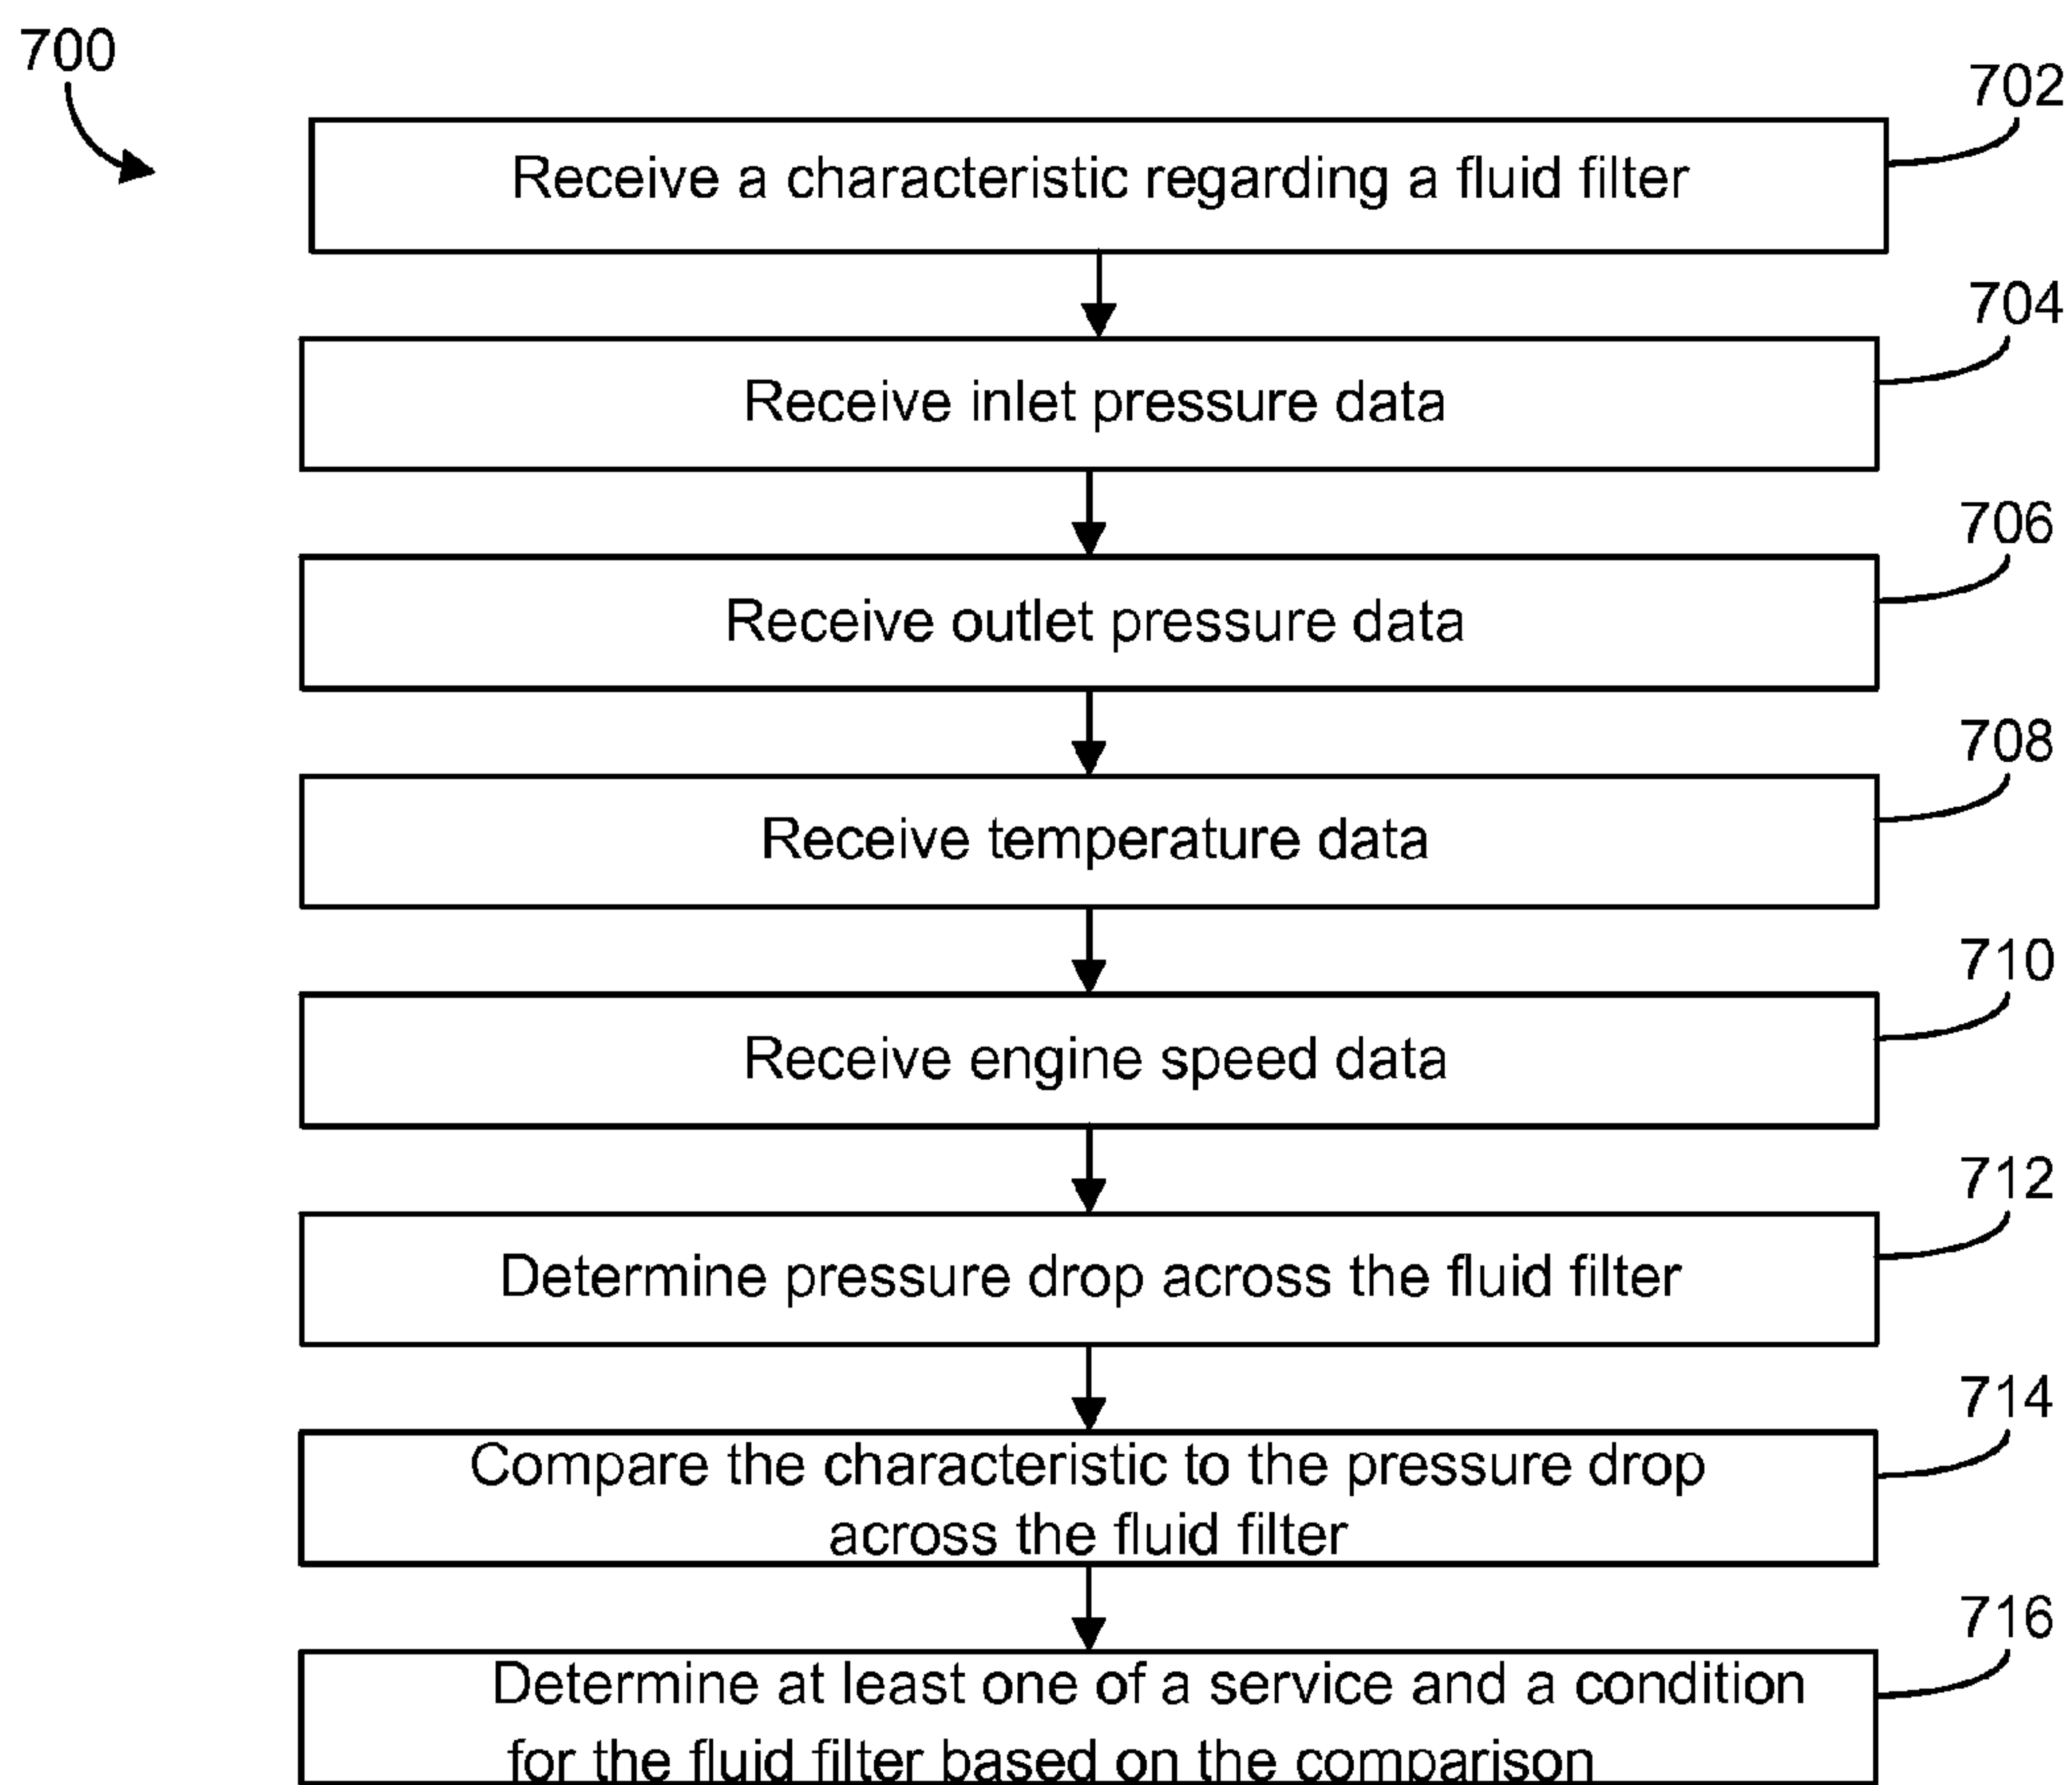 700
702
Receive a characteristic regarding a fluid filter
704
Receive inlet pressure data
706
Receive outlet pressure data
708
Receive temperature data
710
Receive engine speed data
712
Determine pressure drop across the fluid filter
714
Compare the characteristic to the pressure drop
across the fluid filter
716
Determine at least one of a service and a condition
for the fluid filter based on the comparison